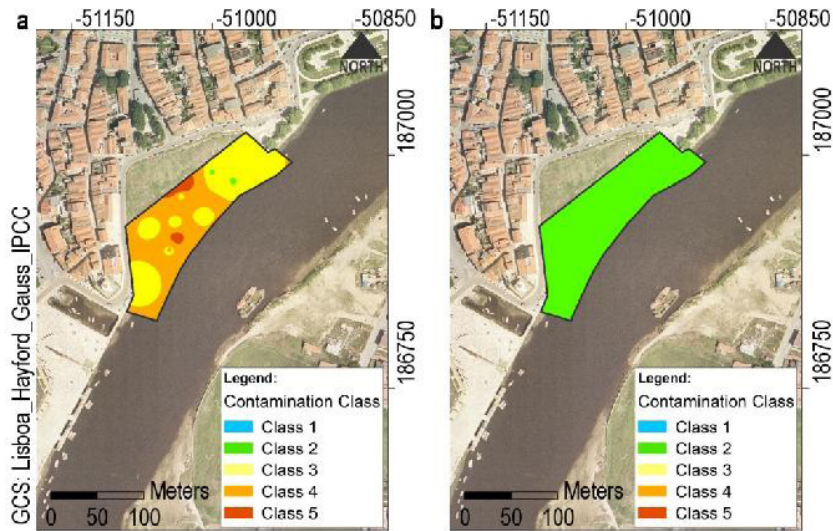 a
-51150
-51000
-50850
NORTH
GCS: Lisboa_Hayford_Gauss_IPCC
Legend:
Contamination Class
Class 1
Class 2
Class 3
Class 4
Class 5
Meters
0 50 100
b
-51150
-51000
-50850
NORTH
187000
186750
Legend:
Contamination Class
Class 1
Class 2
Class 3
Class 4
Class 5
Meters
0 50 100